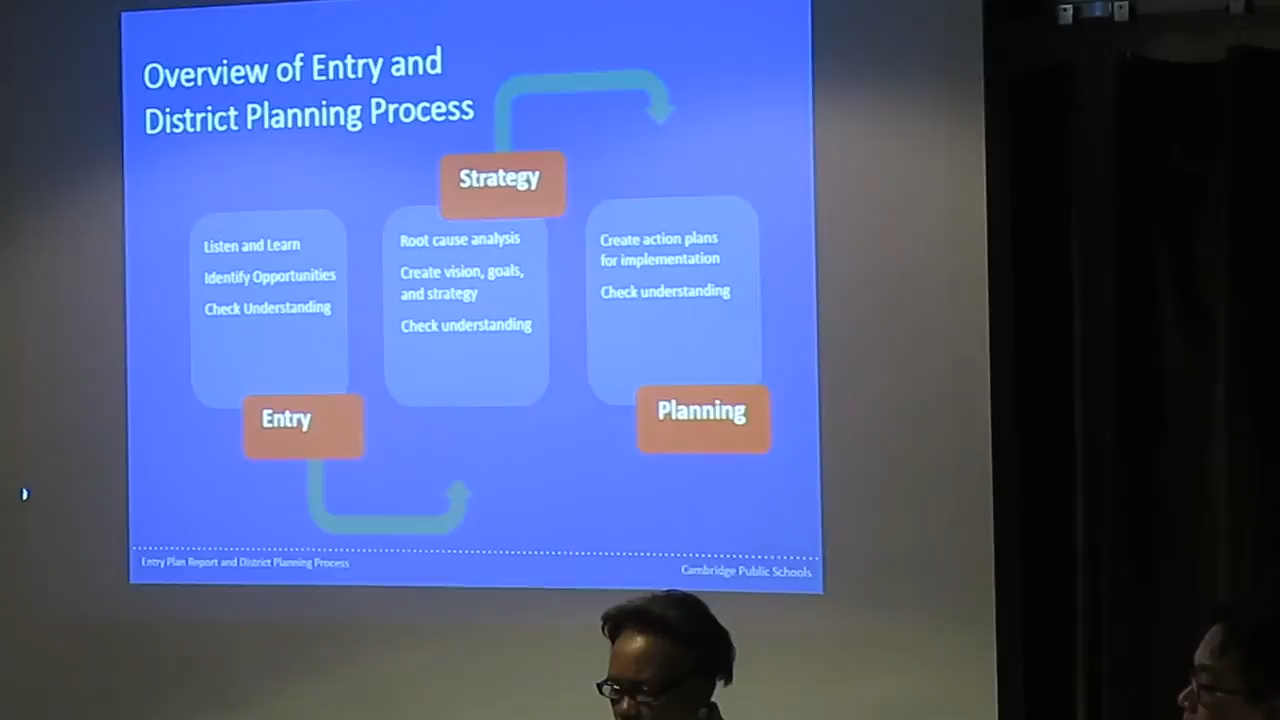 Overview of Entry and
District Planning Process
Strategy
Listen and Learn
Identify Opportunities
Check Understanding
Entry
Root cause analysis
Create vision, goals,
and strategy
Check understanding
Create action plans
for implementation
Check understanding
Planning
Entry Plan Report and District Planning Process
Cambridge Public Schools